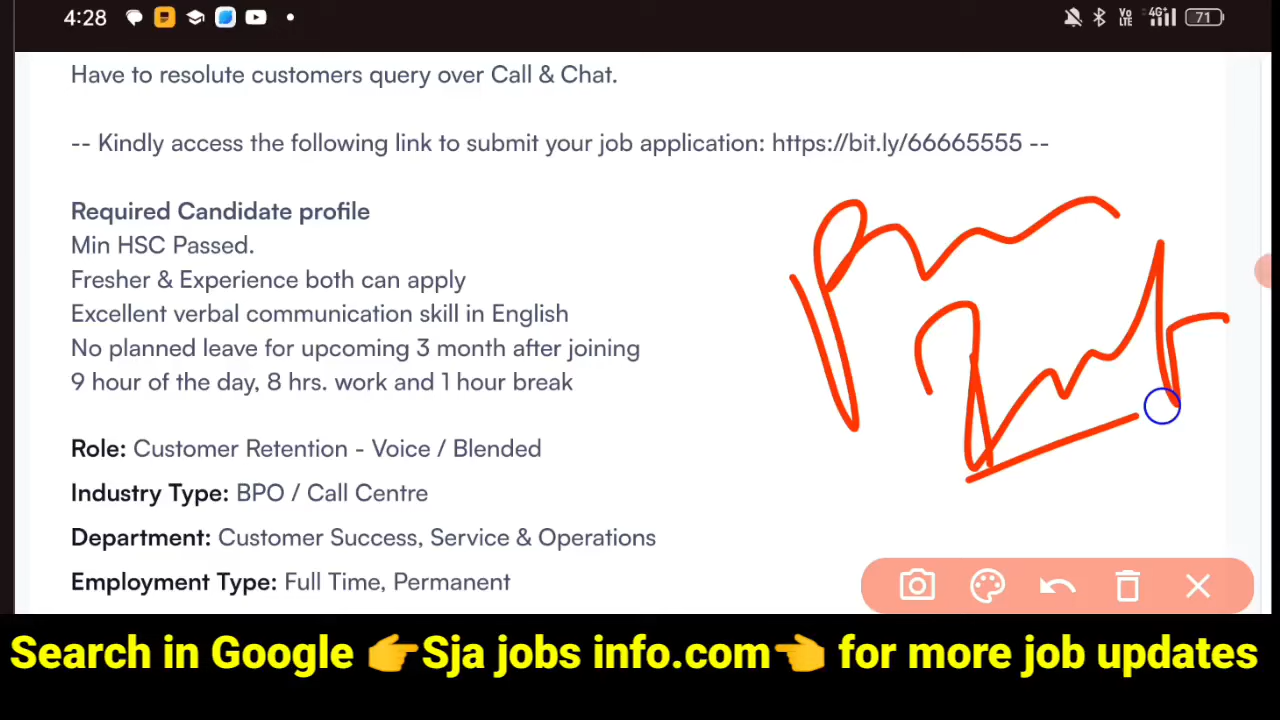 4:28 Vo LTE 4G+ 71
Have to resolute customers query over Call & Chat.
-- Kindly access the following link to submit your job application: https://bit.ly/66665555 --
Required Candidate profile
Min HSC Passed.
Fresher & Experience both can apply
Excellent verbal communication skill in English
No planned leave for upcoming 3 month after joining
9 hour of the day, 8 hrs. work and 1 hour break
Role: Customer Retention - Voice / Blended
Industry Type: BPO / Call Centre
Department: Customer Success, Service & Operations
Employment Type: Full Time, Permanent
Search in Google 👉Sja jobs info.com👈 for more job updates